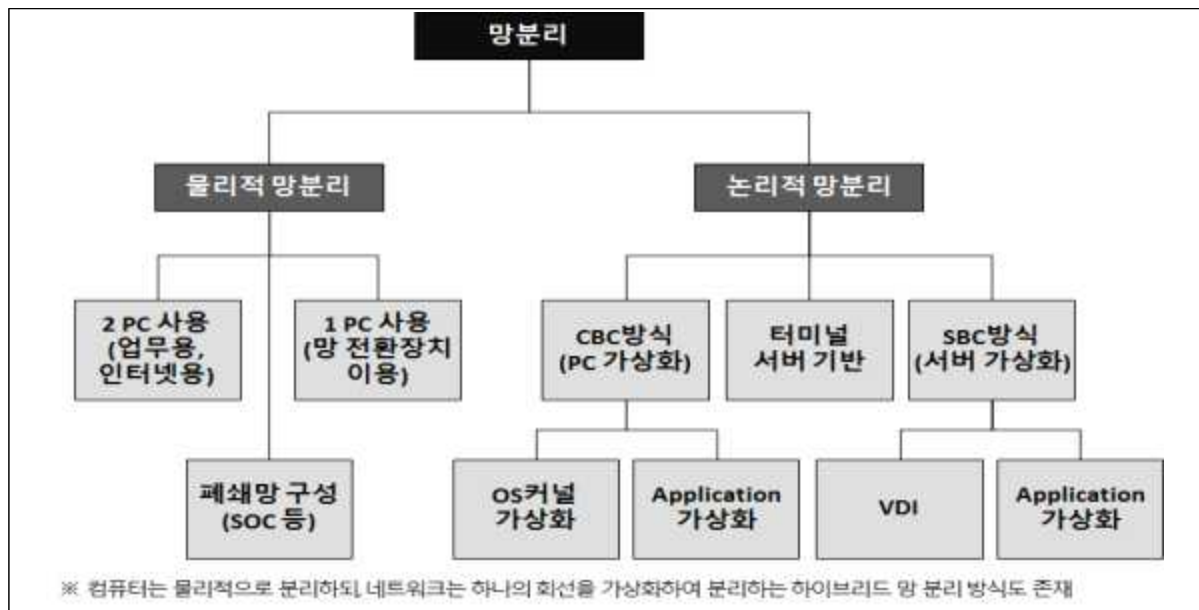 망분리
물리적 망분리
논리적 망분리
2 PC 사용
(업무용,
인터넷용)
1 PC 사용
(망 전환장치
이용)
폐쇄망 구성
(SOC 등)
CBC방식
(PC 가상화)
터미널
서버 기반
SBC방식
(서버 가상화)
OS커널
가상화
Application
가상화
VDI
Application
가상화
※ 컴퓨터는 물리적으로 분리하되, 네트워크는 하나의 회선을 가상화하여 분리하는 하이브리드 망 분리 방식도 존재